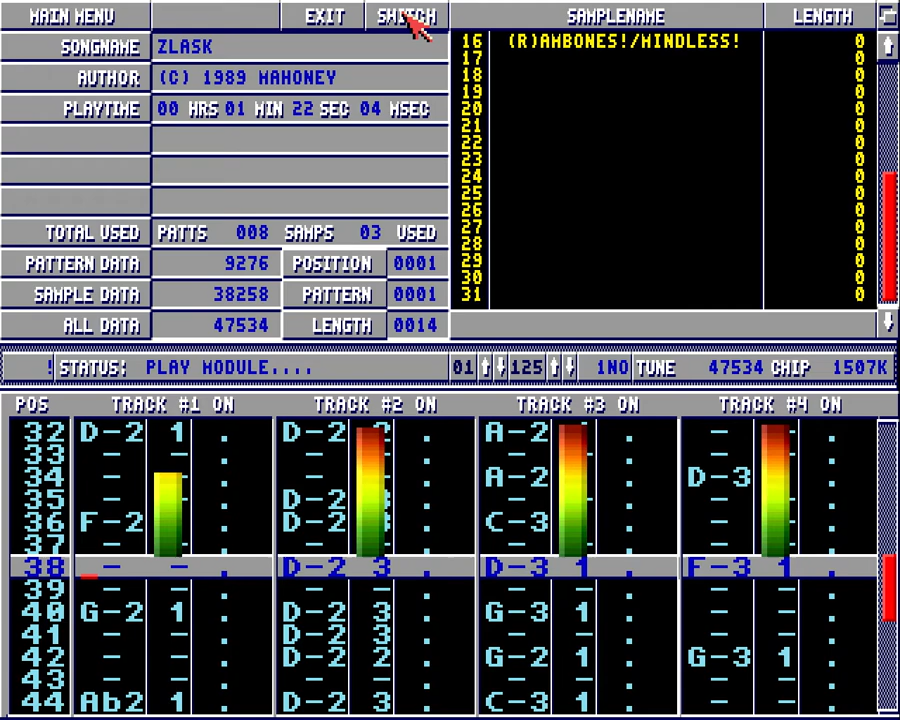 MAIN MENU EXIT SWITCH SAMPLENAME LENGTH
SONGNAME ZLASK
AUTHOR (C) 1989 MAHONEY
PLAYTIME 00 HRS 01 MIN 22 SEC 04 MSEC
TOTAL USED PATTS 008 SAMPS 03 USED
PATTERN DATA 9276 POSITION 0001
SAMPLE DATA 38258 PATTERN 0001
ALL DATA 47534 LENGTH 0014
16 (R)AMBONES!/MINDLESS! 0
17 0
18 0
19 0
20 0
21 0
22 0
23 0
24 0
25 0
26 0
27 0
28 0
29 0
30 0
31 0
! STATUS: PLAY MODULE.... 01 125 1NO TUNE 47534 CHIP 1507K
POS TRACK #1 ON TRACK #2 ON TRACK #3 ON TRACK #4 ON
32 D-2 1 . D-2 . A-2 . - .
33 - - . - . - . - .
34 - . - . A-2 . D-3 .
35 - . D-2 . - . - .
36 F-2 . D-2 . C-3 . - .
37 - . - . - . - .
38 - - . D-2 3 . D-3 1 . F-3 1 .
39 - - . - - . - - . - - .
40 G-2 1 . D-2 3 . G-3 1 . - - .
41 - - . D-2 3 . - - . - - .
42 - - . D-2 2 . G-2 1 . G-3 1 .
43 - - . - - . - - . - - .
44 Ab2 1 . D-2 3 . C-3 1 . - - .